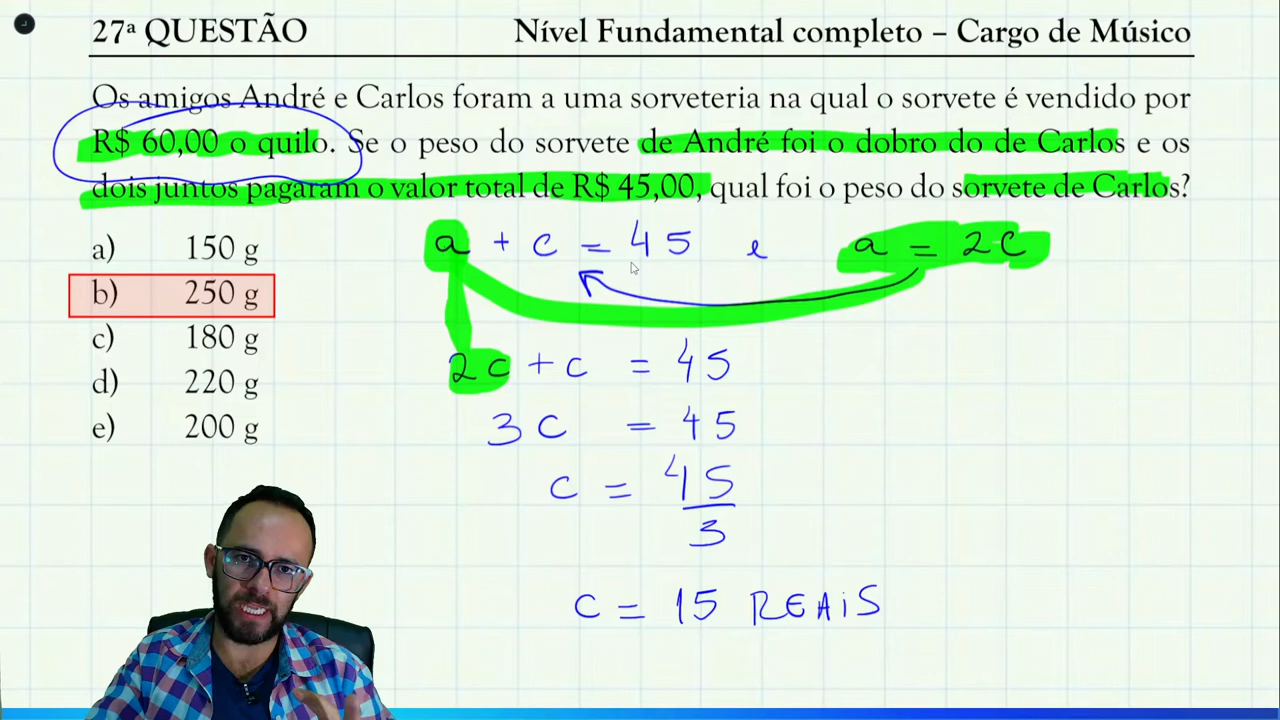 27ª QUESTÃO Nível Fundamental completo – Cargo de Músico
Os amigos André e Carlos foram a uma sorveteria na qual o sorvete é vendido por
R$ 60,00 o quilo. Se o peso do sorvete de André foi o dobro do de Carlos e os
dois juntos pagaram o valor total de R$ 45,00, qual foi o peso do sorvete de Carlos?
a) 150 g
b) 250 g
c) 180 g
d) 220 g
e) 200 g
a + c = 45 e a = 2c
2c + c = 45
3c = 45
c = 45
3
c = 15 REAiS